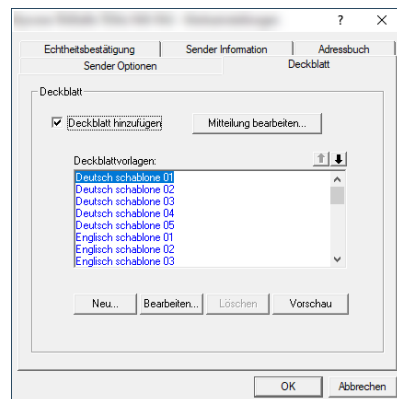 Echtheitsbestätigung Sender Information Adressbuch
Sender Optionen Deckblatt
Deckblatt
Deckblatt hinzufügen Mitteilung bearbeiten...
Deckblattvorlagen:
Deutsch schablone 01
Deutsch schablone 02
Deutsch schablone 03
Deutsch schablone 04
Deutsch schablone 05
Englisch schablone 01
Englisch schablone 02
Englisch schablone 03
Neu... Bearbeiten... Löschen Vorschau
OK Abbrechen